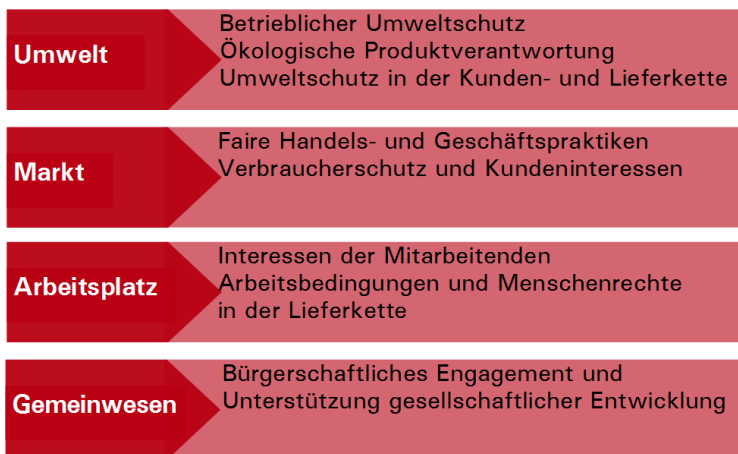 Umwelt
Betrieblicher Umweltschutz
Ökologische Produktverantwortung
Umweltschutz in der Kunden- und Lieferkette
Markt
Faire Handels- und Geschäftspraktiken
Verbraucherschutz und Kundeninteressen
Arbeitsplatz
Interessen der Mitarbeitenden
Arbeitsbedingungen und Menschenrechte
in der Lieferkette
Gemeinwesen
Bürgerschaftliches Engagement und
Unterstützung gesellschaftlicher Entwicklung